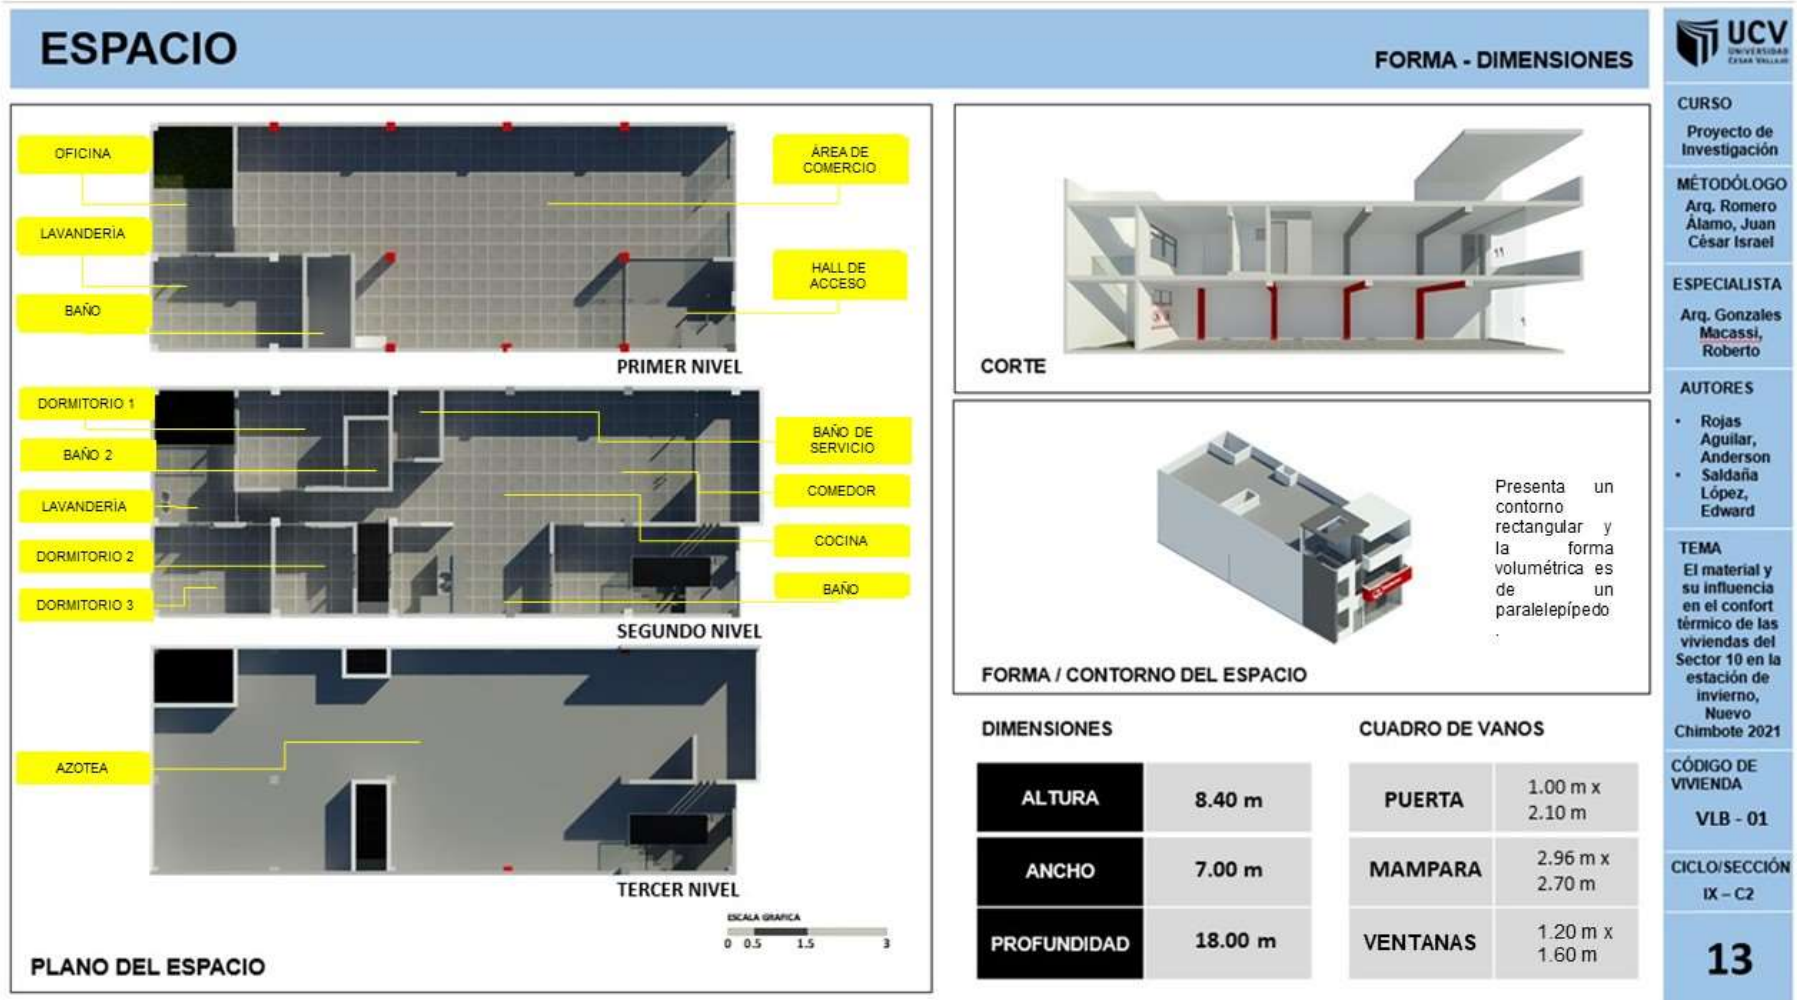 ESPACIO
FORMA - DIMENSIONES
OFICINA
LAVANDERÌA
BAÑO
ÁREA DE
COMERCIO
HALL DE
ACCESO
PRIMER NIVEL
DORMITORIO 1
BAÑO 2
LAVANDERÌA
DORMITORIO 2
DORMITORIO 3
BAÑO DE
SERVICIO
COMEDOR
COCINA
BAÑO
SEGUNDO NIVEL
AZOTEA
TERCER NIVEL
ESCALA GRAFICA
0 0.5 1.5 3
PLANO DEL ESPACIO
CORTE
Presenta un
contorno
rectangular y
la forma
volumétrica es
de un
paralelepípedo
.
FORMA / CONTORNO DEL ESPACIO
DIMENSIONES
ALTURA 8.40 m
ANCHO 7.00 m
PROFUNDIDAD 18.00 m
CUADRO DE VANOS
PUERTA 1.00 m x
2.10 m
MAMPARA 2.96 m x
2.70 m
VENTANAS 1.20 m x
1.60 m
UCV
UNIVERSIDAD
CESAR VALLEJO
CURSO
Proyecto de
Investigación
MÉTODÓLOGO
Arq. Romero
Álamo, Juan
César Israel
ESPECIALISTA
Arq. Gonzales
Macassi,
Roberto
AUTORES
• Rojas
Aguilar,
Anderson
• Saldaña
López,
Edward
TEMA
El material y
su influencia
en el confort
térmico de las
viviendas del
Sector 10 en la
estación de
invierno,
Nuevo
Chimbote 2021
CÓDIGO DE
VIVIENDA
VLB - 01
CICLO/SECCIÓN
IX – C2
13